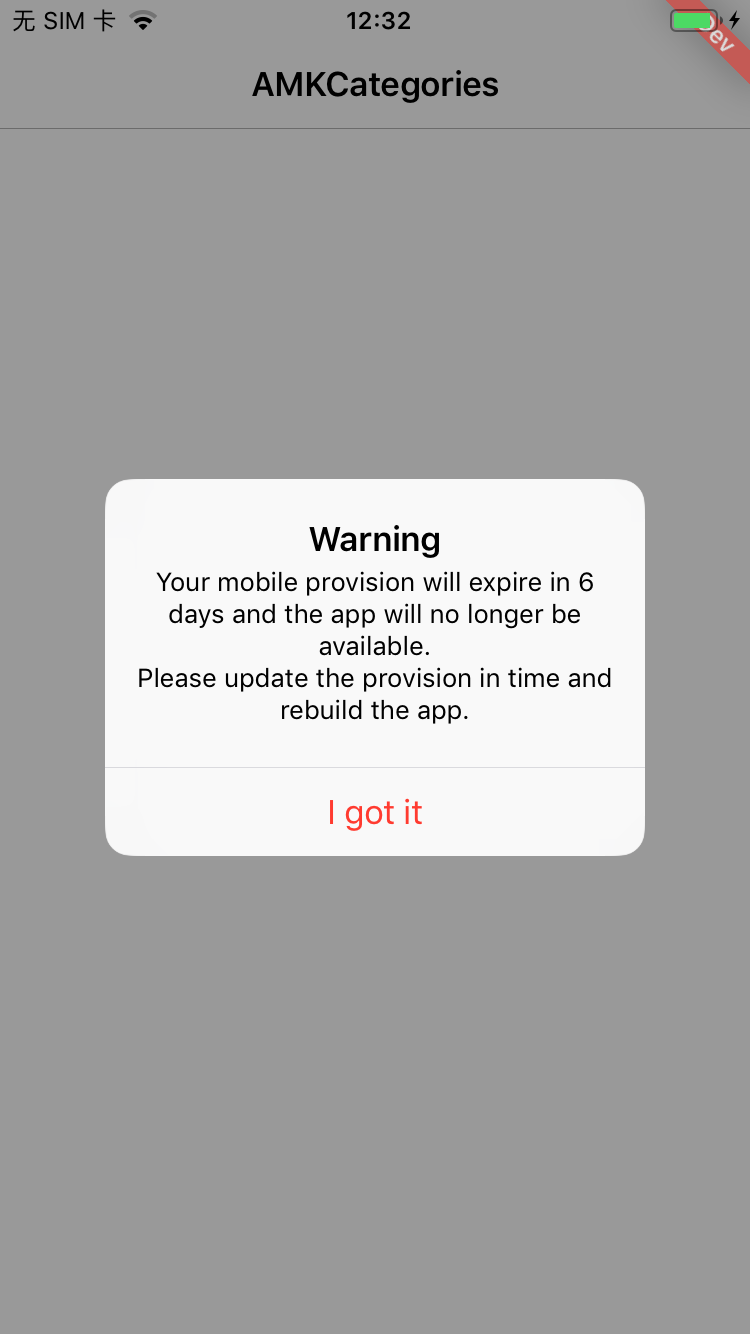 无 SIM 卡
12:32
Dev
AMKCategories
Warning
Your mobile provision will expire in 6
days and the app will no longer be
available.
Please update the provision in time and
rebuild the app.
I got it